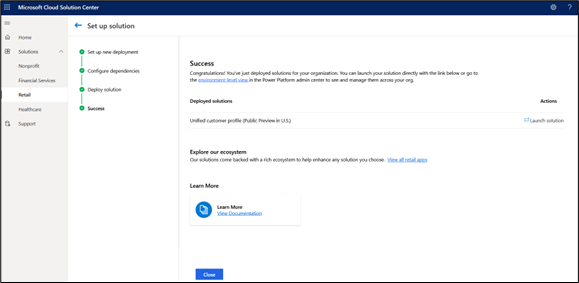 Microsoft Cloud Solution Center
?
← Set up solution
Home
Solutions
Nonprofit
Financial Services
Retail
Healthcare
Support
Set up new deployment
Configure dependencies
Deploy solution
Success
Success
Congratulations! You've just deployed solutions for your organization. You can launch your solution directly with the link below or go to
the environment level view in the Power Platform admin center to see and manage them across your org.
Deployed solutions Actions
Unified customer profile (Public Preview in U.S.) Launch solution
Explore our ecosystem
Our solutions come backed with a rich ecosystem to help enhance any solution you choose. View all retail apps
Learn More
Learn More
View Documentation
Close